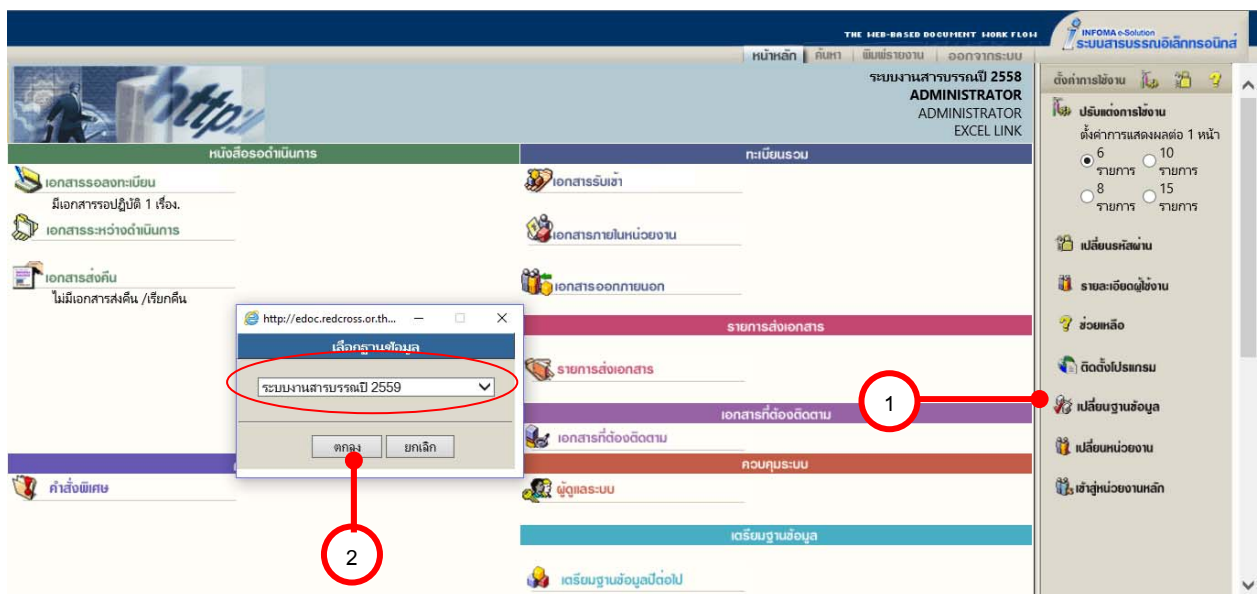 THE WEB-BASED DOCUMENT WORK FLOW
INFOMA e-Solution
ระบบสารบรรณอิเล็กทรอนิกส์
หน้าหลัก ค้นหา พิมพ์รายงาน ออกจากระบบ
http:/
ระบบงานสารบรรณปี 2558
ADMINISTRATOR
ADMINISTRATOR
EXCEL LINK
หนังสือรอดำเนินการ
เอกสารรอลงทะเบียน
มีเอกสารรอปฏิบัติ 1 เรื่อง.
เอกสารระหว่างดำเนินการ
เอกสารส่งคืน
ไม่มีเอกสารส่งคืน /เรียกคืน
คำสั่งพิเศษ
ทะเบียนรวม
เอกสารรับเข้า
เอกสารภายในหน่วยงาน
เอกสารออกภายนอก
รายการส่งเอกสาร
รายการส่งเอกสาร
เอกสารที่ต้องติดตาม
เอกสารที่ต้องติดตาม
ควบคุมระบบ
ผู้ดูแลระบบ
เตรียมฐานข้อมูล
เตรียมฐานข้อมูลปีต่อไป
http://edoc.redcross.or.th...
เลือกฐานข้อมูล
ระบบงานสารบรรณปี 2559
ตกลง ยกเลิก
1
2
ตั้งค่าการใช้งาน
ปรับแต่งการใช้งาน
ตั้งค่าการแสดงผลต่อ 1 หน้า
6 10
รายการ รายการ
8 15
รายการ รายการ
เปลี่ยนรหัสผ่าน
รายละเอียดผู้ใช้งาน
ช่วยเหลือ
ติดตั้งโปรแกรม
เปลี่ยนฐานข้อมูล
เปลี่ยนหน่วยงาน
เข้าสู่หน่วยงานหลัก